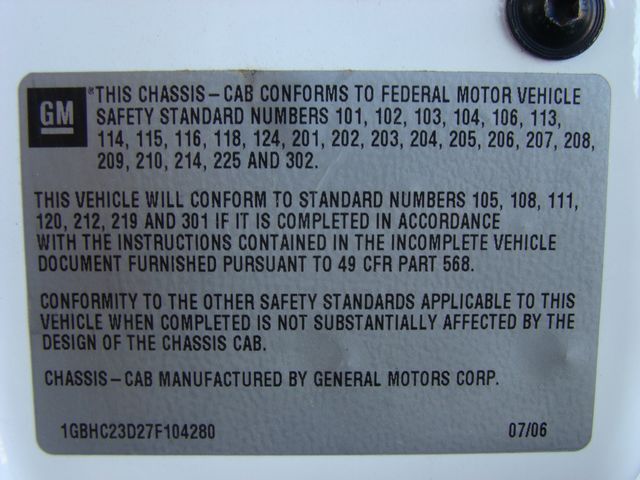 GM
®THIS CHASSIS-CAB CONFORMS TO FEDERAL MOTOR VEHICLE
SAFETY STANDARD NUMBERS 101, 102, 103, 104, 106, 113,
114, 115, 116, 118, 124, 201, 202, 203, 204, 205, 206, 207, 208,
209, 210, 214, 225 AND 302.
THIS VEHICLE WILL CONFORM TO STANDARD NUMBERS 105, 108, 111,
120, 212, 219 AND 301 IF IT IS COMPLETED IN ACCORDANCE
WITH THE INSTRUCTIONS CONTAINED IN THE INCOMPLETE VEHICLE
DOCUMENT FURNISHED PURSUANT TO 49 CFR PART 568.
CONFORMITY TO THE OTHER SAFETY STANDARDS APPLICABLE TO THIS
VEHICLE WHEN COMPLETED IS NOT SUBSTANTIALLY AFFECTED BY THE
DESIGN OF THE CHASSIS CAB.
CHASSIS-CAB MANUFACTURED BY GENERAL MOTORS CORP.
1GBHC23D27F104280 07/06